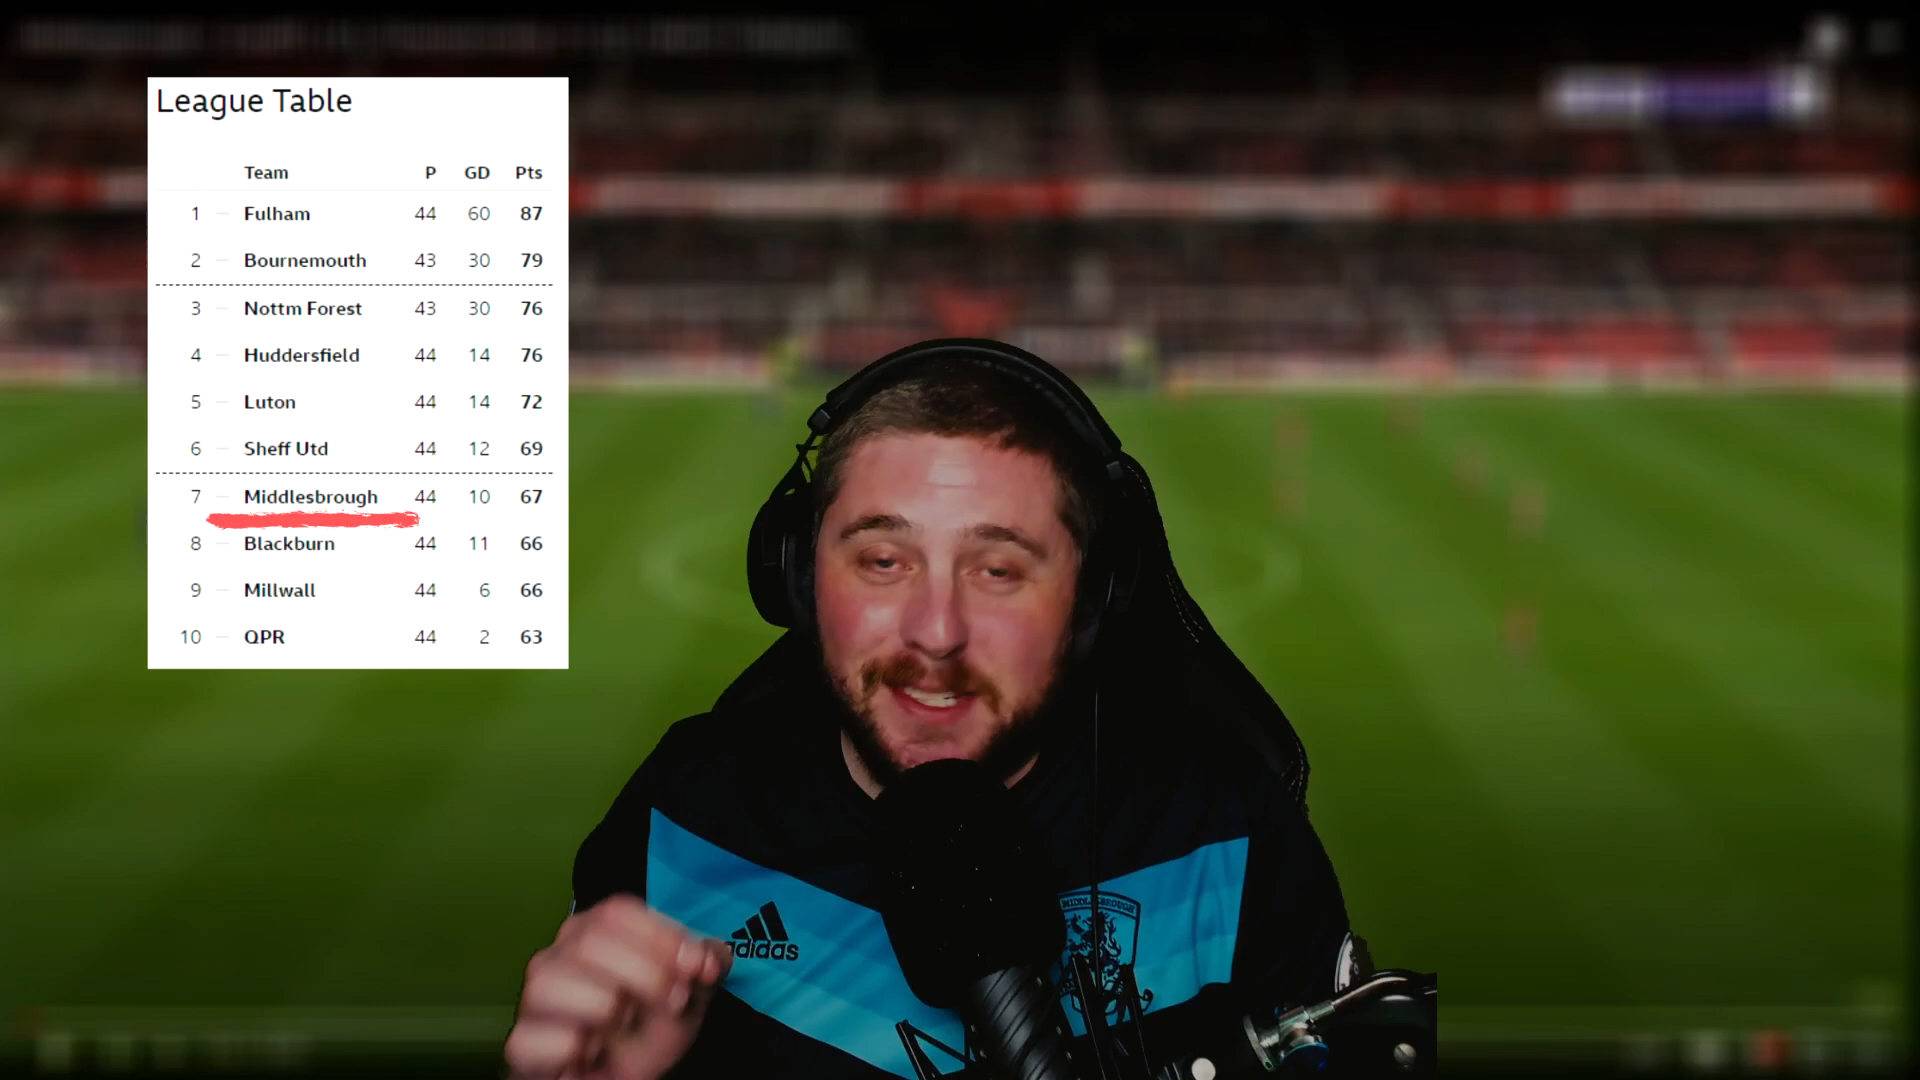 League Table
Team P GD Pts
1 Fulham 44 60 87
2 Bournemouth 43 30 79
3 Nottm Forest 43 30 76
4 Huddersfield 44 14 76
5 Luton 44 14 72
6 Sheff Utd 44 12 69
7 Middlesbrough 44 10 67
8 Blackburn 44 11 66
9 Millwall 44 6 66
10 QPR 44 2 63
adidas
MIDDLESBROUGH